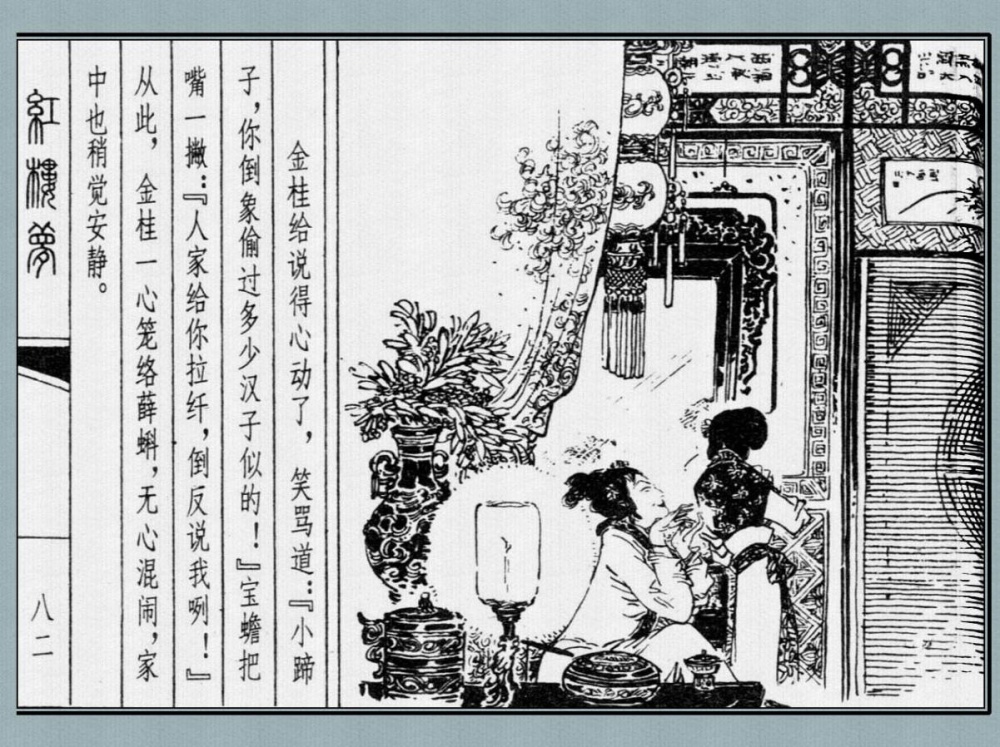 金桂给说得心动了，笑骂道：『小蹄
子，你倒象偷过多少汉子似的！』宝蟾把
嘴一撇：『人家给你拉纤，倒反说我咧！』
从此，金桂一心笼络薛蝌，无心混闹，家
中也稍觉安静。
紅樓夢
八二